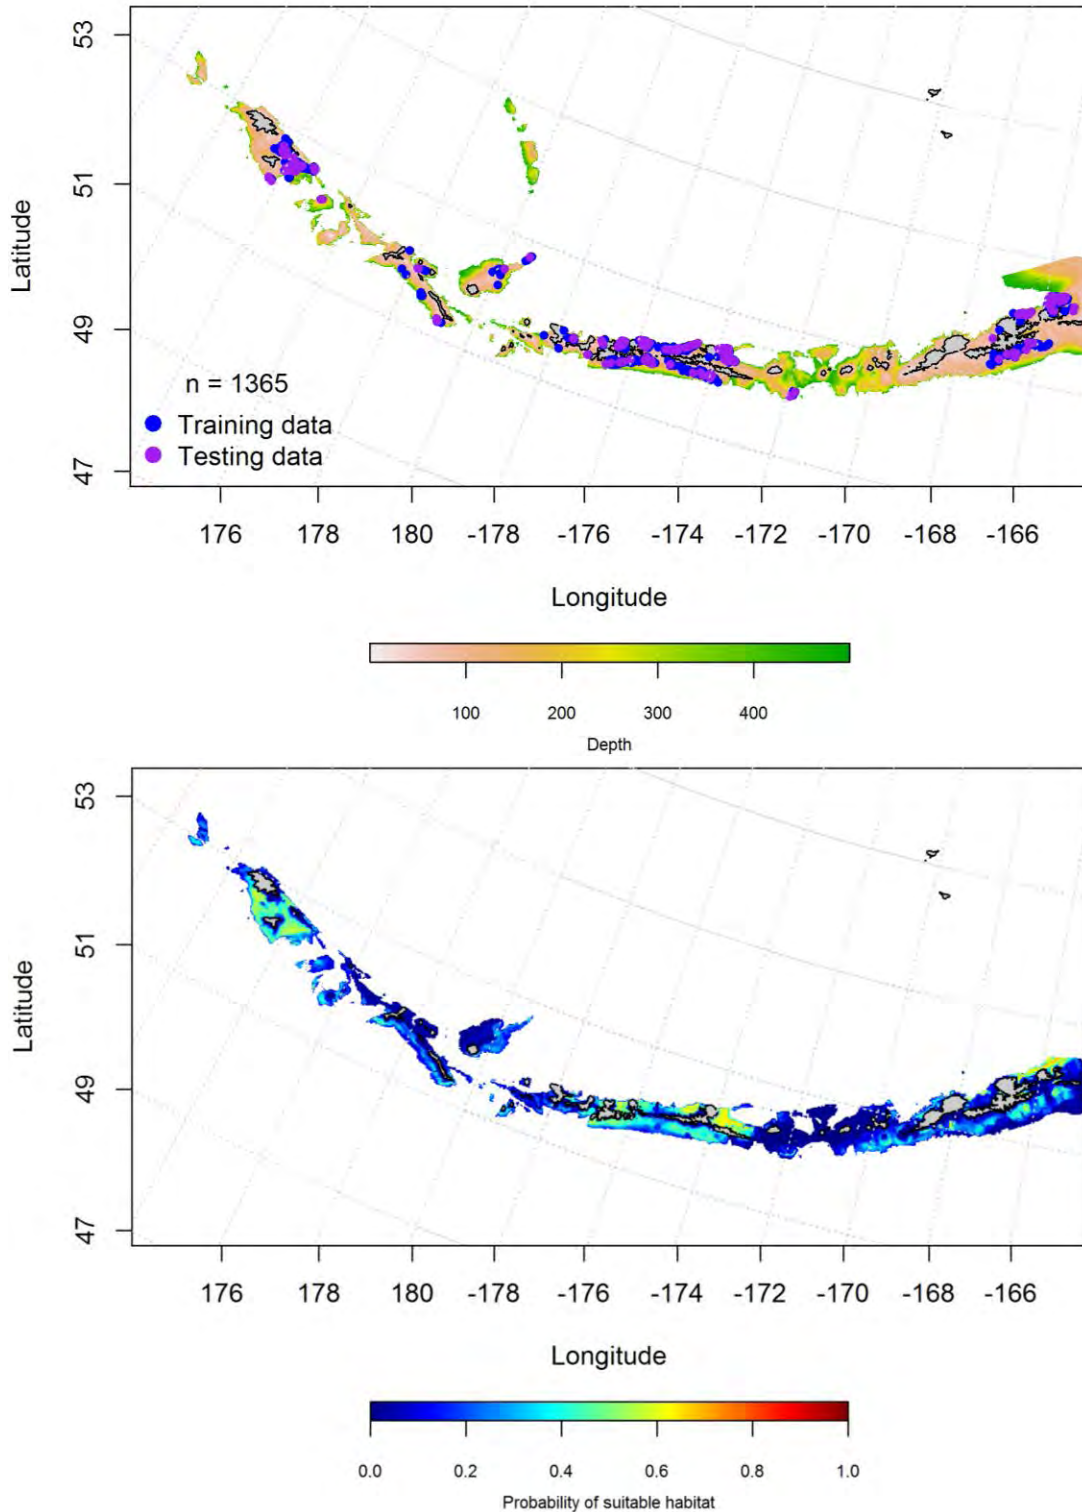 53
51
49
47
Latitude
n = 1365
Training data
Testing data
176 178 180 -178 -176 -174 -172 -170 -168 -166
Longitude
100 200 300 400
Depth
53
51
49
47
Latitude
176 178 180 -178 -176 -174 -172 -170 -168 -166
Longitude
0.0 0.2 0.4 0.6 0.8 1.0
Probability of suitable habitat